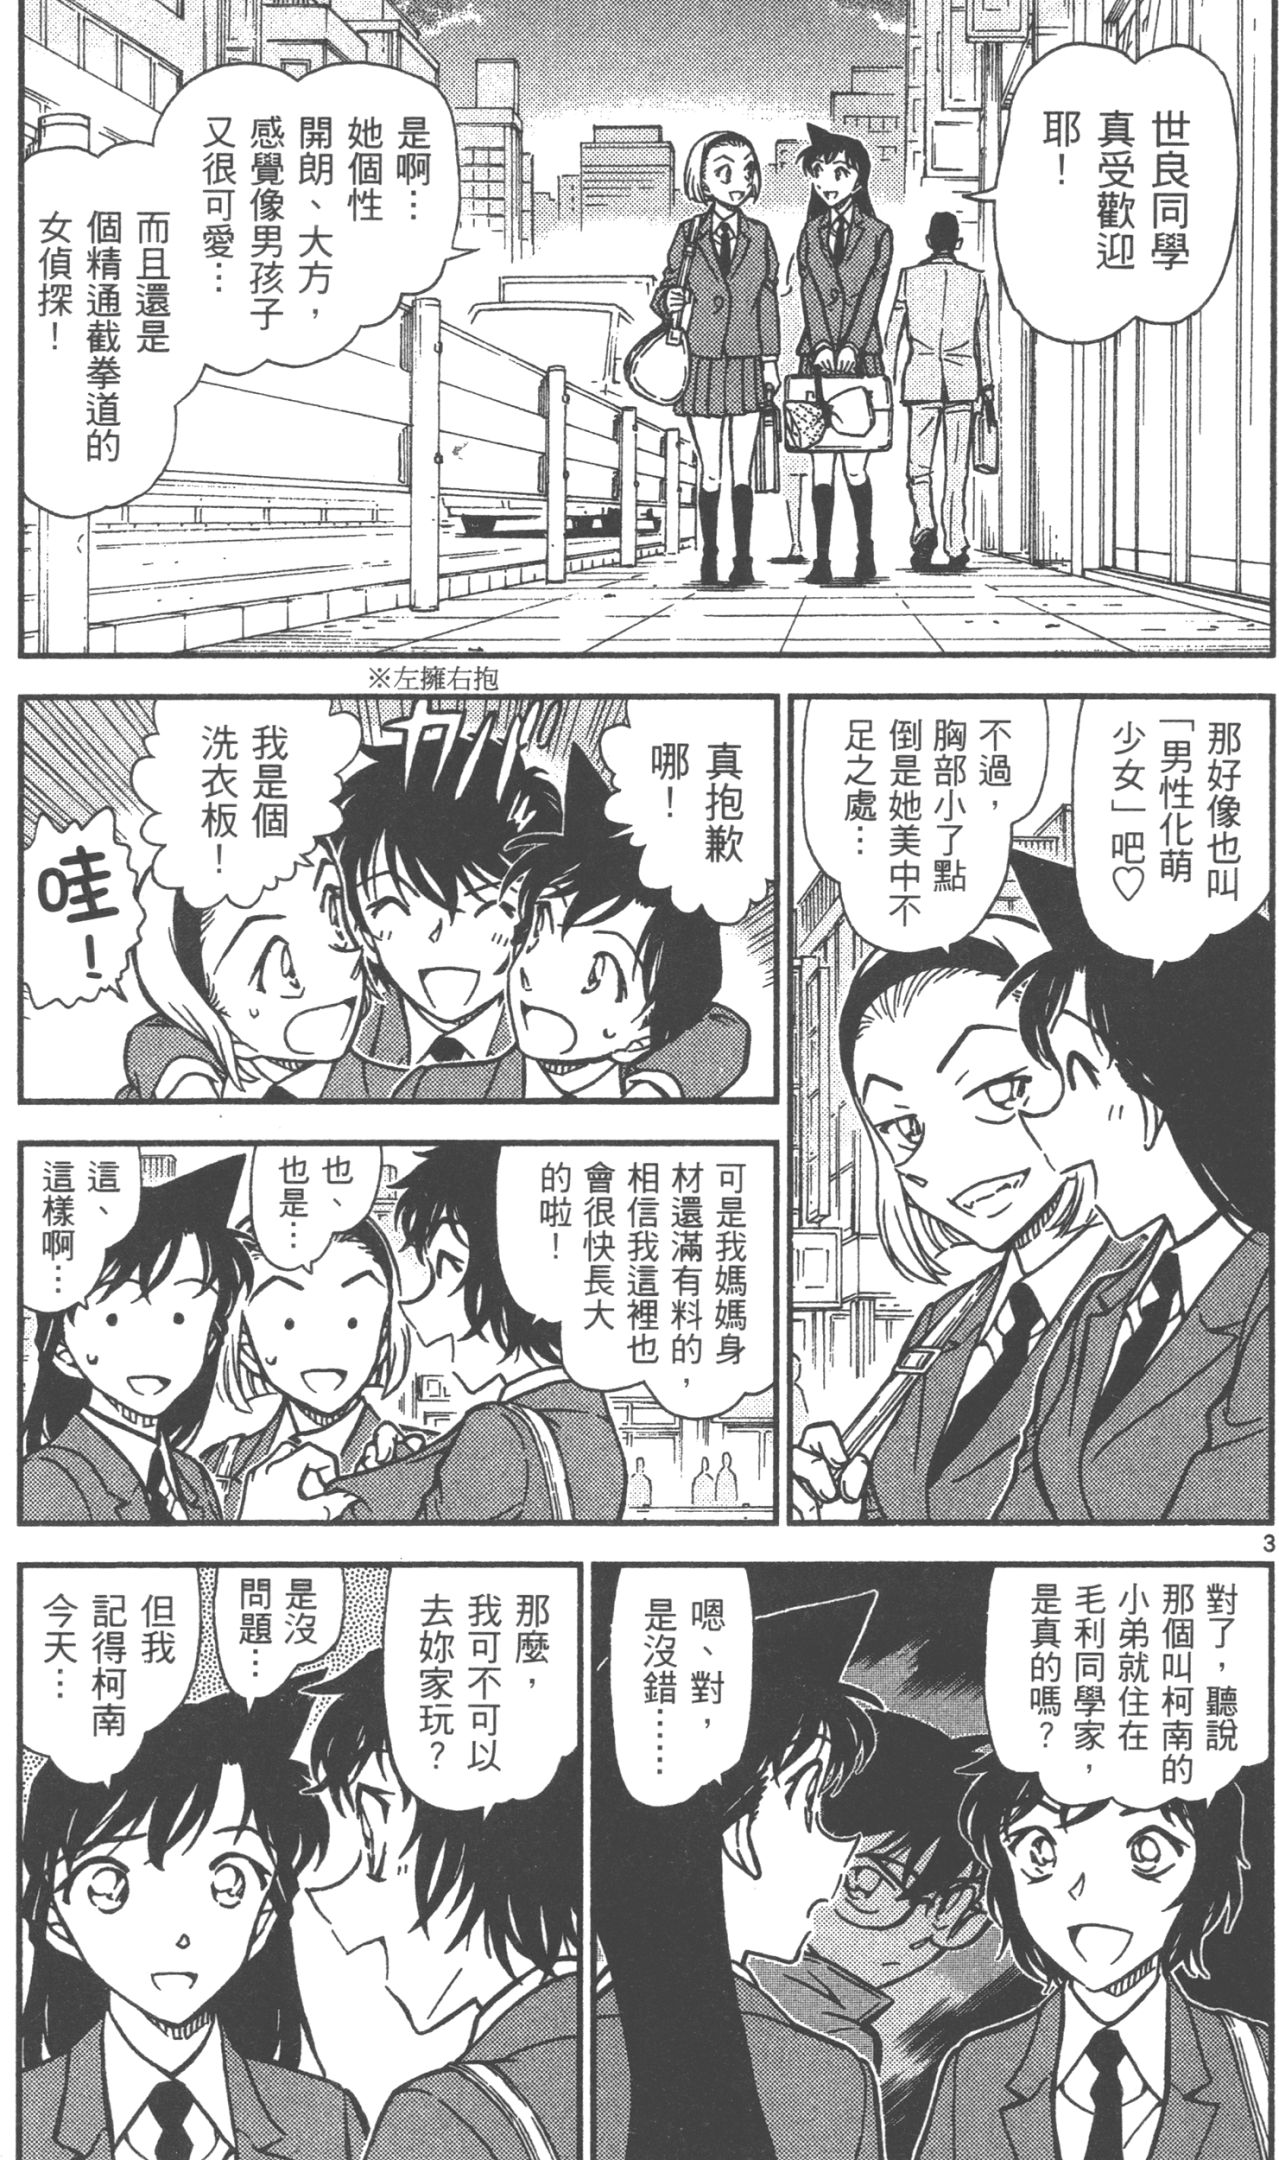 世良同學
真受歡迎
耶！
是啊…
她個性
開朗、大方，
感覺像男孩子
又很可愛…
而且還是
個精通截拳道的
女偵探！
那好像也叫
「男性化萌
少女」吧♡
不過，
胸部小了點
倒是她美中不
足之處…
※左擁右抱
ガバッ
真抱歉
哪！
我是個
洗衣板！
哇！
可是我媽媽身
材還滿有料的，
相信我這裡也
會很快長大
的啦！
也、
也是…
這、
這樣啊…
3
對了，聽說
那個叫柯南的
小弟就住在
毛利同學家，
是真的嗎？
嗯、對，
是沒錯……
那麼，
我可不可以
去妳家玩？
是沒
問題…
但我
記得柯南
今天…